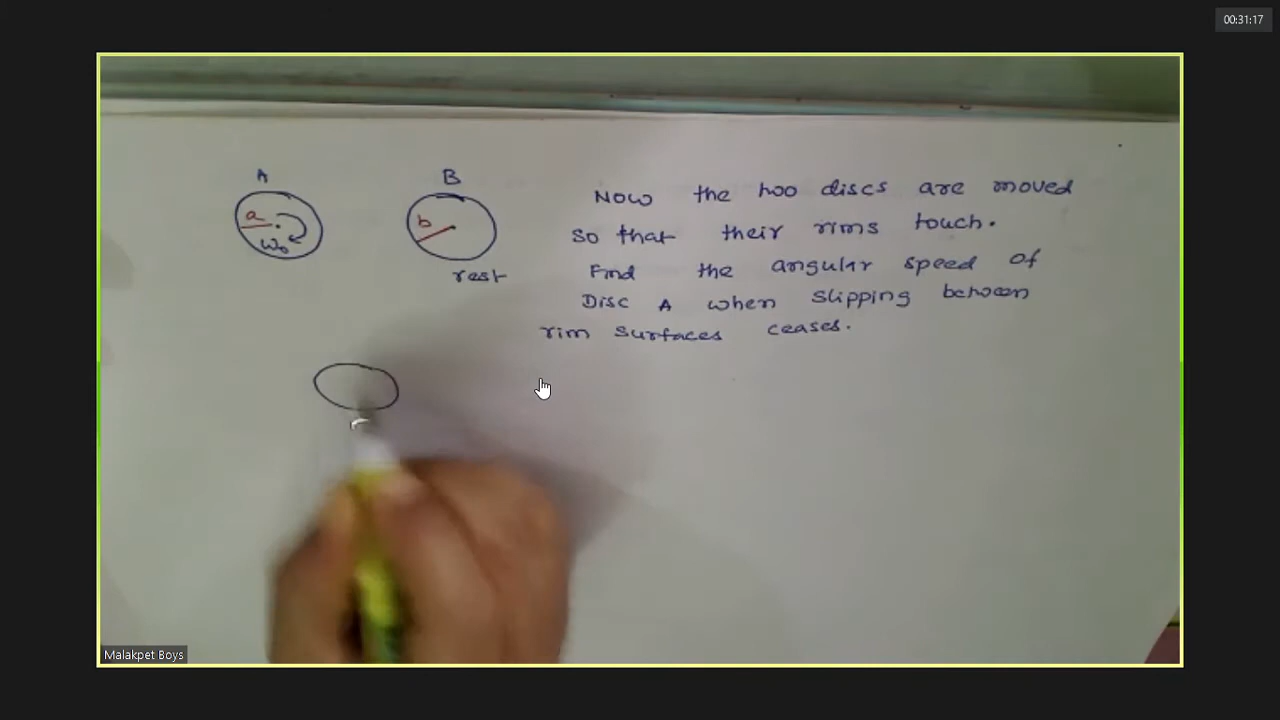 00:31:17
A
B
a
b
ω₀
rest
Now the two discs are moved
so that their rims touch.
Find the angular speed of
Disc A when slipping between
rim surfaces ceases.
Malakpet Boys